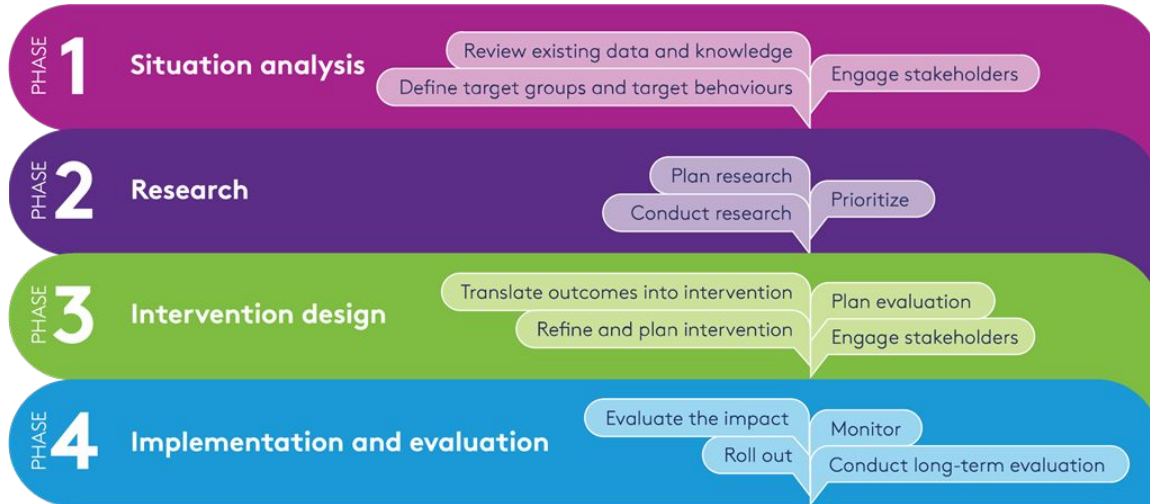 PHASE 1
Situation analysis
Review existing data and knowledge
Define target groups and target behaviours
Engage stakeholders
PHASE 2
Research
Plan research
Conduct research
Prioritize
PHASE 3
Intervention design
Translate outcomes into intervention
Refine and plan intervention
Plan evaluation
Engage stakeholders
PHASE 4
Implementation and evaluation
Evaluate the impact
Roll out
Monitor
Conduct long-term evaluation